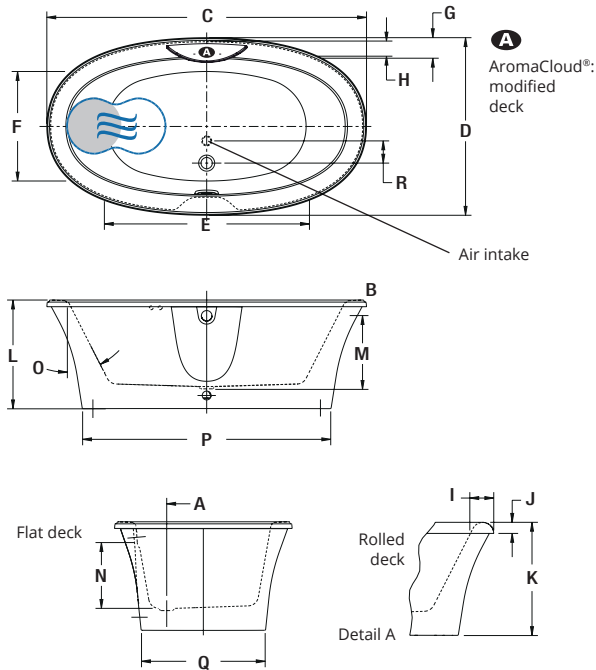 C
G
A
A
H
AromaCloud®:
modified
deck
F
D
R
E
Air intake
B
L
O
M
P
A
I
J
Flat deck
Rolled
deck
N
K
Detail A
Q